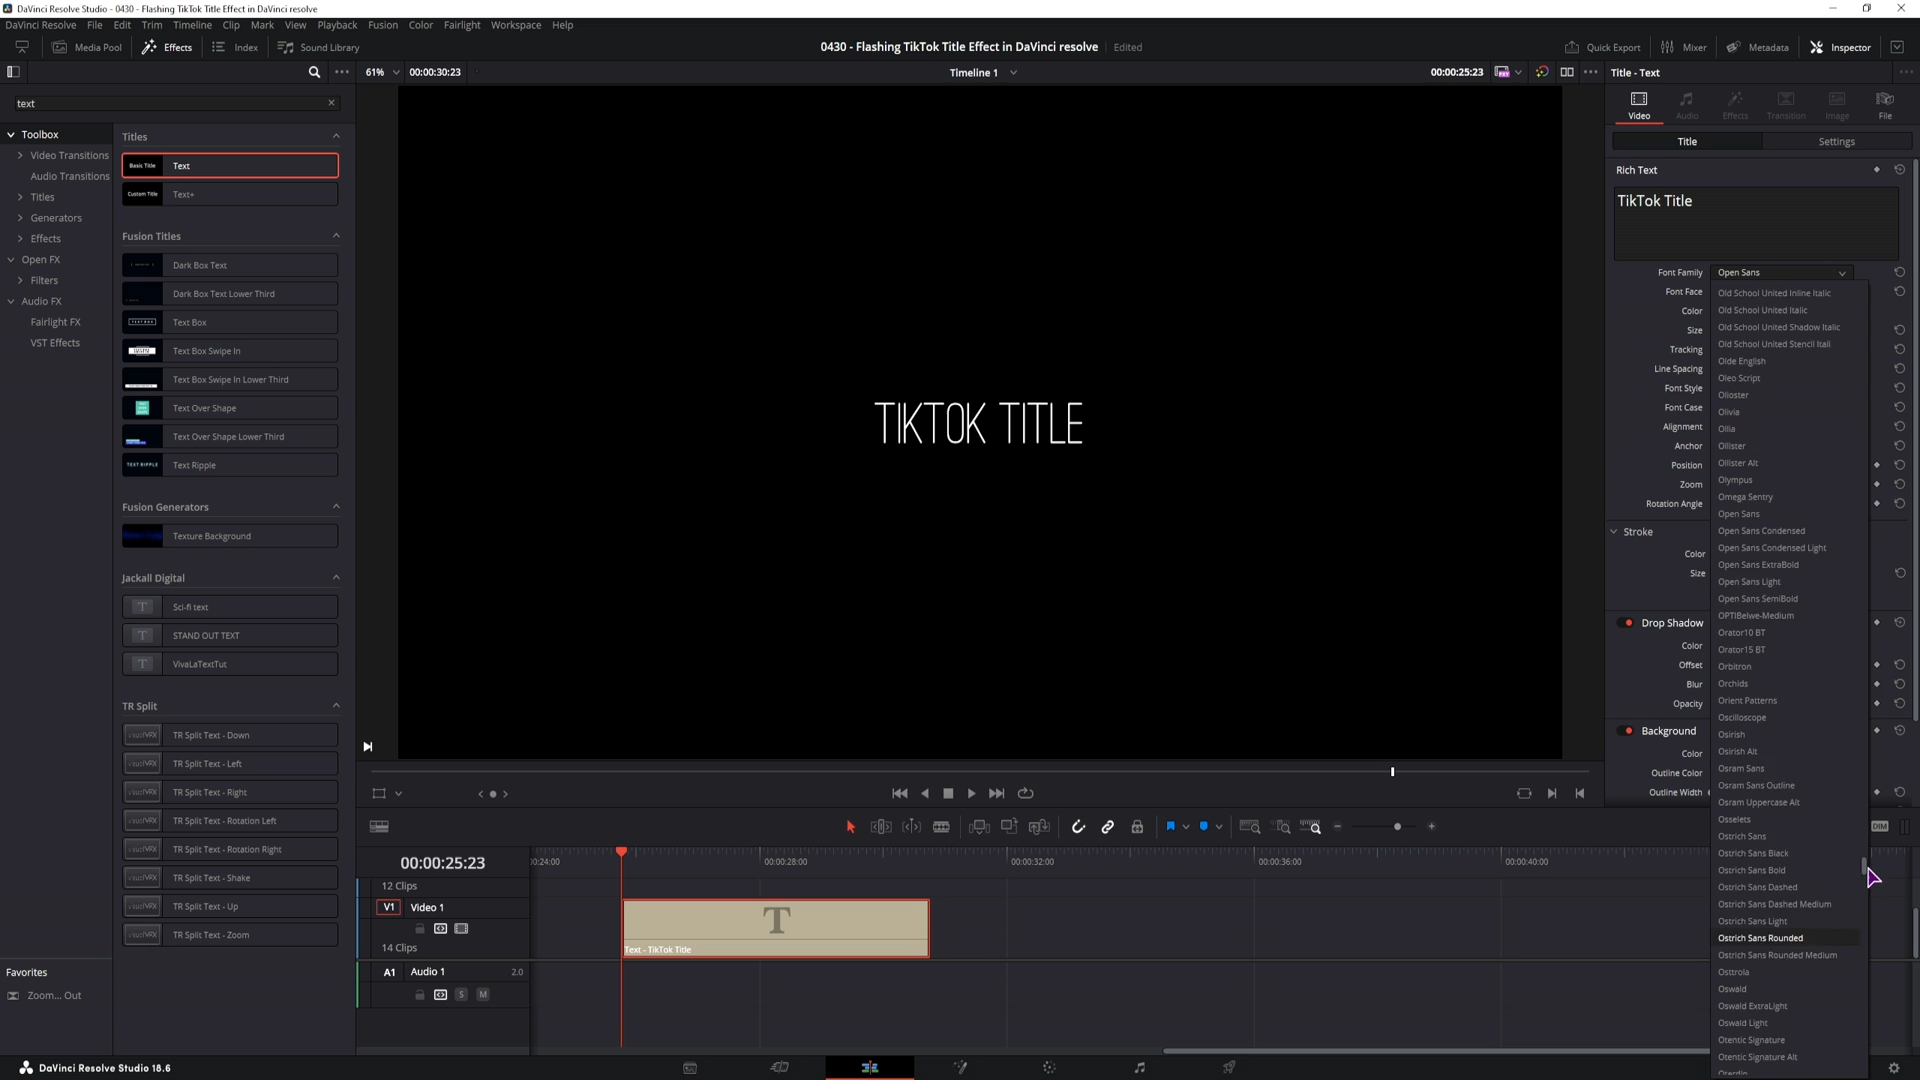 DaVinci Resolve Studio - 0430 - Flashing TikTok Title Effect in DaVinci resolve
DaVinci Resolve File Edit Trim Timeline Clip Mark View Playback Fusion Color Fairlight Workspace Help
Media Pool Effects Index Sound Library 0430 - Flashing TikTok Title Effect in DaVinci resolve Edited Quick Export Mixer Metadata Inspector
61% 00:00:30:23 Timeline 1 00:00:25:23 Title - Text
text
Toolbox
Video Transitions
Audio Transitions
Titles
Generators
Effects
Open FX
Filters
Audio FX
Fairlight FX
VST Effects
Favorites
Zoom... Out
Titles
Basic Title Text
Custom Title Text+
Fusion Titles
Dark Box Text
Dark Box Text Lower Third
TEXT BOX Text Box
Text Box Swipe In
Text Box Swipe In Lower Third
Text Over Shape
Text Over Shape Lower Third
TEXT RIPPLE Text Ripple
Fusion Generators
Texture Background
Jackall Digital
T Sci-fi text
T STAND OUT TEXT
T VivaLaTextTut
TR Split
TR Split Text - Down
TR Split Text - Left
TR Split Text - Right
TR Split Text - Rotation Left
TR Split Text - Rotation Right
TR Split Text - Shake
TR Split Text - Up
TR Split Text - Zoom
TIKTOK TITLE
Video Audio Effects Transition Image File
Title Settings
Rich Text
TikTok Title
Font Family Open Sans
Font Face
Color
Size
Tracking
Line Spacing
Font Style
Font Case
Alignment
Anchor
Position
Zoom
Rotation Angle
Stroke
Color
Size
Drop Shadow
Color
Offset
Blur
Opacity
Background
Color
Outline Color
Outline Width
Old School United Inline Italic
Old School United Italic
Old School United Shadow Italic
Old School United Stencil Itali
Olde English
Oleo Script
Olioster
Olivia
Ollia
Ollister
Ollister Alt
Olympus
Omega Sentry
Open Sans
Open Sans Condensed
Open Sans Condensed Light
Open Sans ExtraBold
Open Sans Light
Open Sans SemiBold
OPTIBelwe-Medium
Orator10 BT
Orator15 BT
Orbitron
Orchids
Orient Patterns
Oscilloscope
Osirish
Osirish Alt
Osram Sans
Osram Sans Outline
Osram Uppercase Alt
Osselets
Ostrich Sans
Ostrich Sans Black
Ostrich Sans Bold
Ostrich Sans Dashed
Ostrich Sans Dashed Medium
Ostrich Sans Light
Ostrich Sans Rounded
Ostrich Sans Rounded Medium
Osttrola
Oswald
Oswald ExtraLight
Oswald Light
Otentic Signature
Otentic Signature Alt
DIM
00:00:25:23 00:00:28:00 00:00:32:00 00:00:36:00 00:00:40:00
12 Clips
V1 Video 1
14 Clips
T
Text - TikTok Title
A1 Audio 1 2.0
S M
DaVinci Resolve Studio 18.6